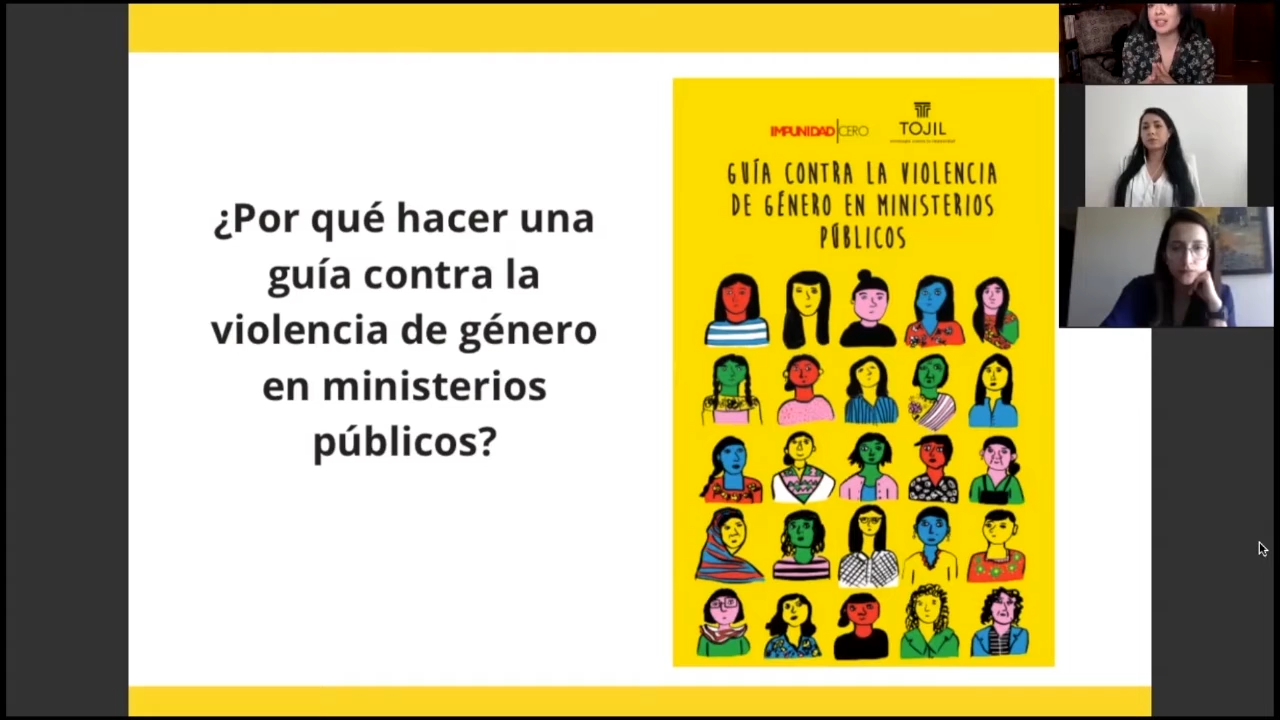 ¿Por qué hacer una
guía contra la
violencia de género
en ministerios
públicos?
IMPUNIDAD|CERO
TOJIL
GUÍA CONTRA LA VIOLENCIA
DE GÉNERO EN MINISTERIOS
PÚBLICOS